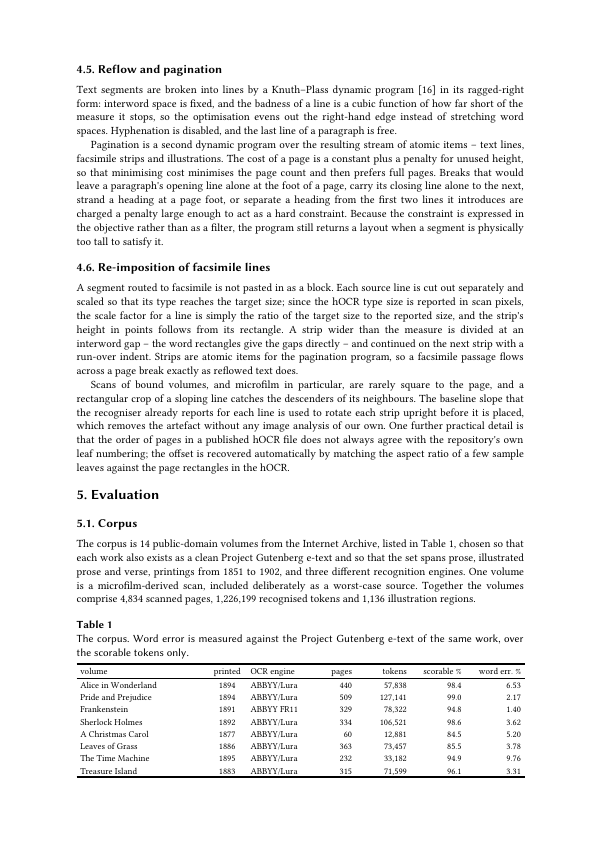 4.5. Reflow and pagination
Text segments are broken into lines by a Knuth–Plass dynamic program [16] in its ragged-right
form: interword space is fixed, and the badness of a line is a cubic function of how far short of the
measure it stops, so the optimisation evens out the right-hand edge instead of stretching word
spaces. Hyphenation is disabled, and the last line of a paragraph is free.
Pagination is a second dynamic program over the resulting stream of atomic items – text lines,
facsimile strips and illustrations. The cost of a page is a constant plus a penalty for unused height,
so that minimising cost minimises the page count and then prefers full pages. Breaks that would
leave a paragraph's opening line alone at the foot of a page, carry its closing line alone to the next,
strand a heading at a page foot, or separate a heading from the first two lines it introduces are
charged a penalty large enough to act as a hard constraint. Because the constraint is expressed in
the objective rather than as a filter, the program still returns a layout when a segment is physically
too tall to satisfy it.
4.6. Re-imposition of facsimile lines
A segment routed to facsimile is not pasted in as a block. Each source line is cut out separately and
scaled so that its type reaches the target size; since the hOCR type size is reported in scan pixels,
the scale factor for a line is simply the ratio of the target size to the reported size, and the strip's
height in points follows from its rectangle. A strip wider than the measure is divided at an
interword gap – the word rectangles give the gaps directly – and continued on the next strip with a
run-over indent. Strips are atomic items for the pagination program, so a facsimile passage flows
across a page break exactly as reflowed text does.
Scans of bound volumes, and microfilm in particular, are rarely square to the page, and a
rectangular crop of a sloping line catches the descenders of its neighbours. The baseline slope that
the recogniser already reports for each line is used to rotate each strip upright before it is placed,
which removes the artefact without any image analysis of our own. One further practical detail is
that the order of pages in a published hOCR file does not always agree with the repository's own
leaf numbering; the offset is recovered automatically by matching the aspect ratio of a few sample
leaves against the page rectangles in the hOCR.
5. Evaluation
5.1. Corpus
The corpus is 14 public-domain volumes from the Internet Archive, listed in Table 1, chosen so that
each work also exists as a clean Project Gutenberg e-text and so that the set spans prose, illustrated
prose and verse, printings from 1851 to 1902, and three different recognition engines. One volume
is a microfilm-derived scan, included deliberately as a worst-case source. Together the volumes
comprise 4,834 scanned pages, 1,226,199 recognised tokens and 1,136 illustration regions.
Table 1
The corpus. Word error is measured against the Project Gutenberg e-text of the same work, over
the scorable tokens only.
volume printed OCR engine pages tokens scorable % word err. %
Alice in Wonderland 1894 ABBYY/Lura 440 57,838 98.4 6.53
Pride and Prejudice 1894 ABBYY/Lura 509 127,141 99.0 2.17
Frankenstein 1891 ABBYY FR11 329 78,322 94.8 1.40
Sherlock Holmes 1892 ABBYY/Lura 334 106,521 98.6 3.62
A Christmas Carol 1877 ABBYY/Lura 60 12,881 84.5 5.20
Leaves of Grass 1886 ABBYY/Lura 363 73,457 85.5 3.78
The Time Machine 1895 ABBYY/Lura 232 33,182 94.9 9.76
Treasure Island 1883 ABBYY/Lura 315 71,599 96.1 3.31